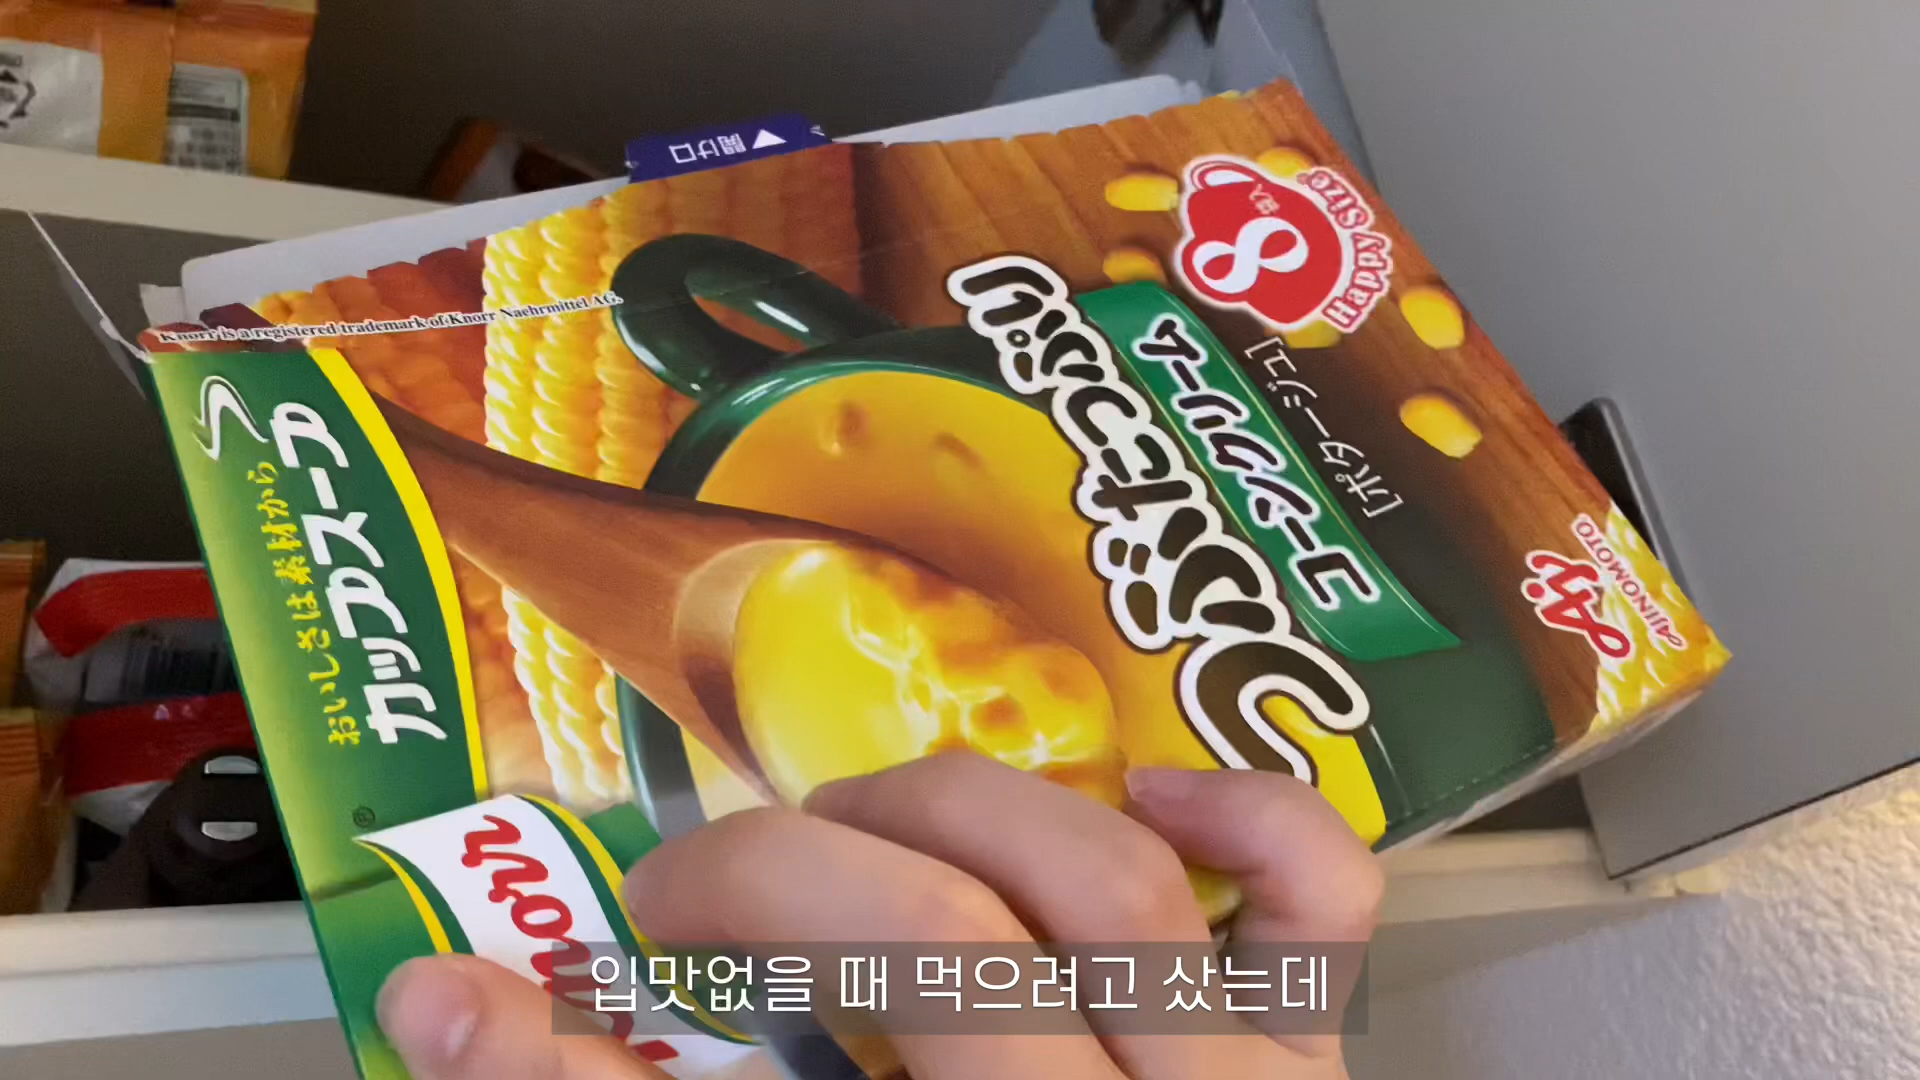 Knorr
カップスープ
おいしさは素材から
Knorr is a registered trademark of Knorr Naehrmittel AG.
開け口
つぶたっぷり
コーンクリーム
[ポタージュ]
8
袋入
Happy Size
AJINOMOTO
입맛없을 때 먹으려고 샀는데